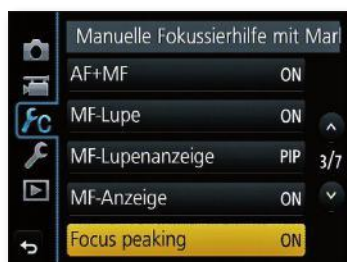 Manuelle Fokussierhilfe mit Marl
AF+MF ON
MF-Lupe ON
MF-Lupenanzeige PIP 3/7
MF-Anzeige ON
Focus peaking ON